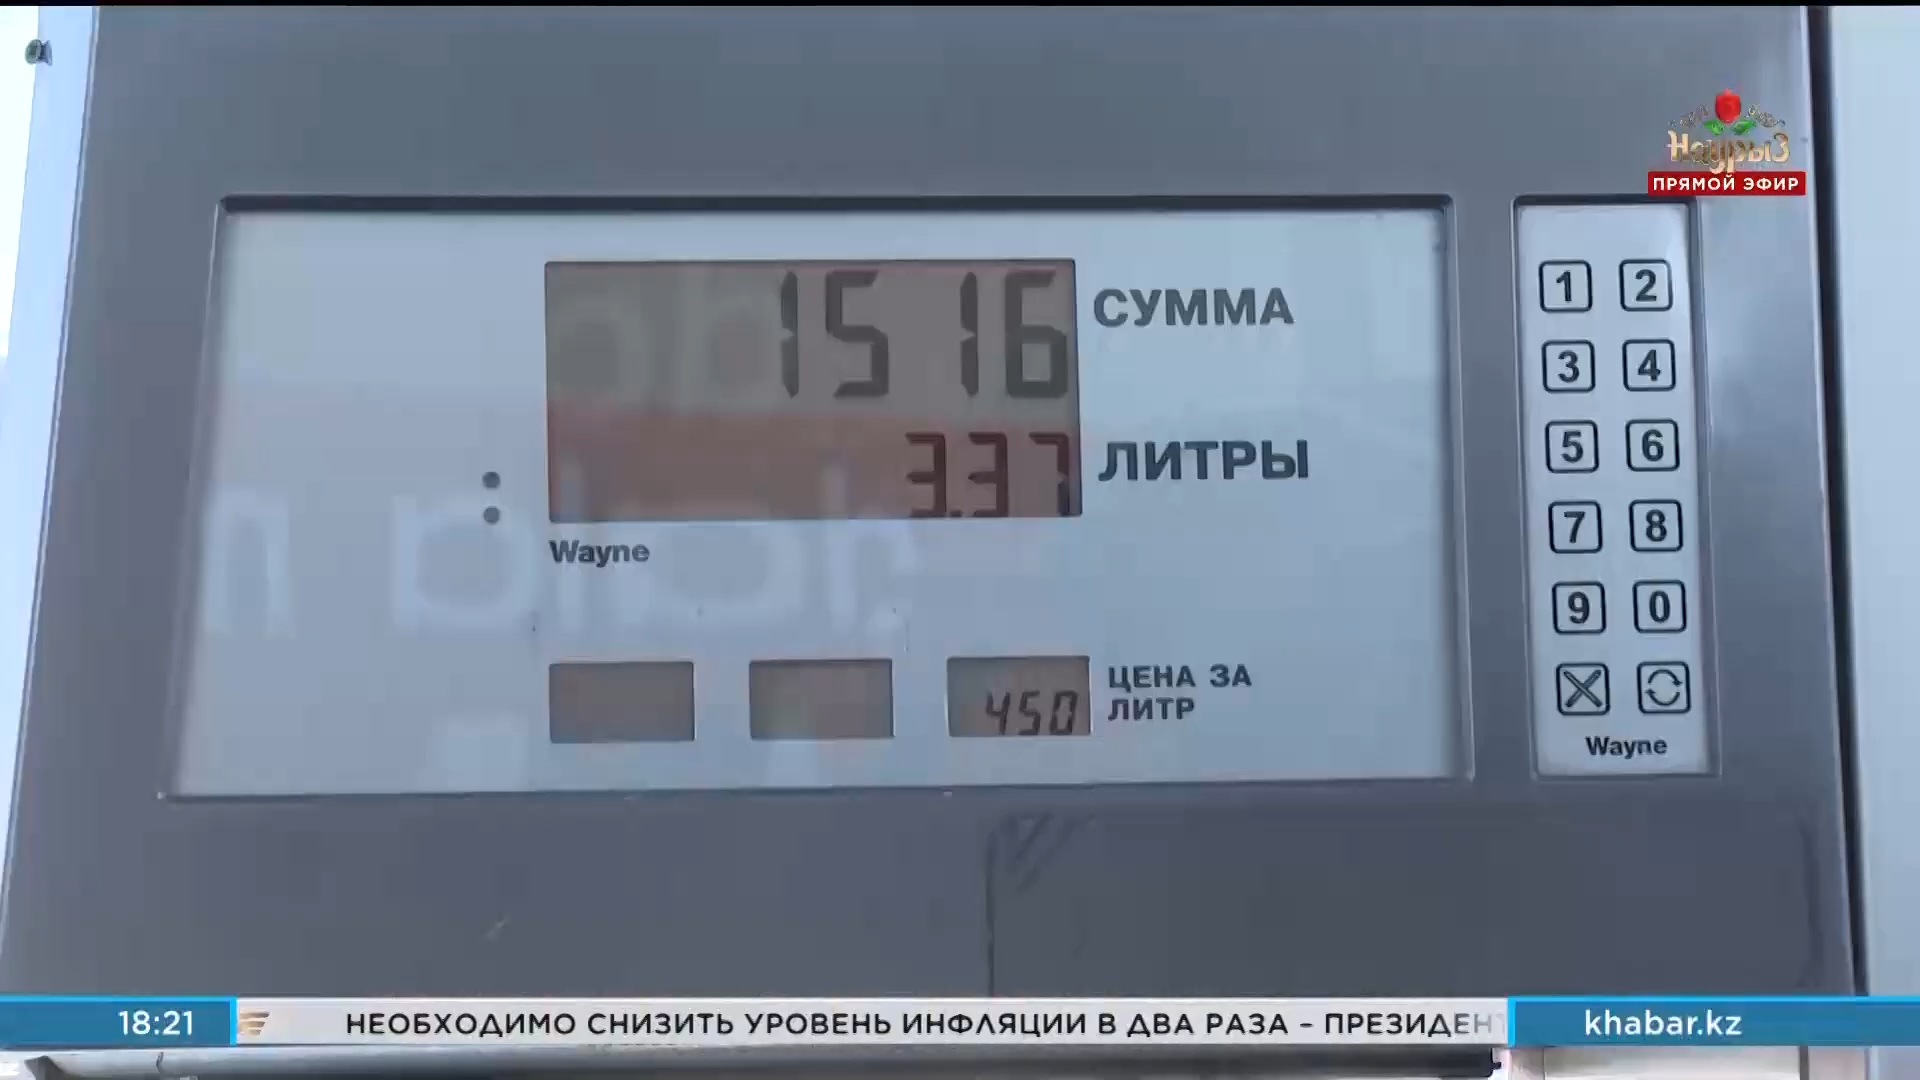 Наурыз
ПРЯМОЙ ЭФИР
1516 СУММА
3.37 ЛИТРЫ
Wayne
450 ЦЕНА ЗА
ЛИТР
1 2
3 4
5 6
7 8
9 0
Wayne
18:21
НЕОБХОДИМО СНИЗИТЬ УРОВЕНЬ ИНФЛЯЦИИ В ДВА РАЗА – ПРЕЗИДЕНТ
khabar.kz